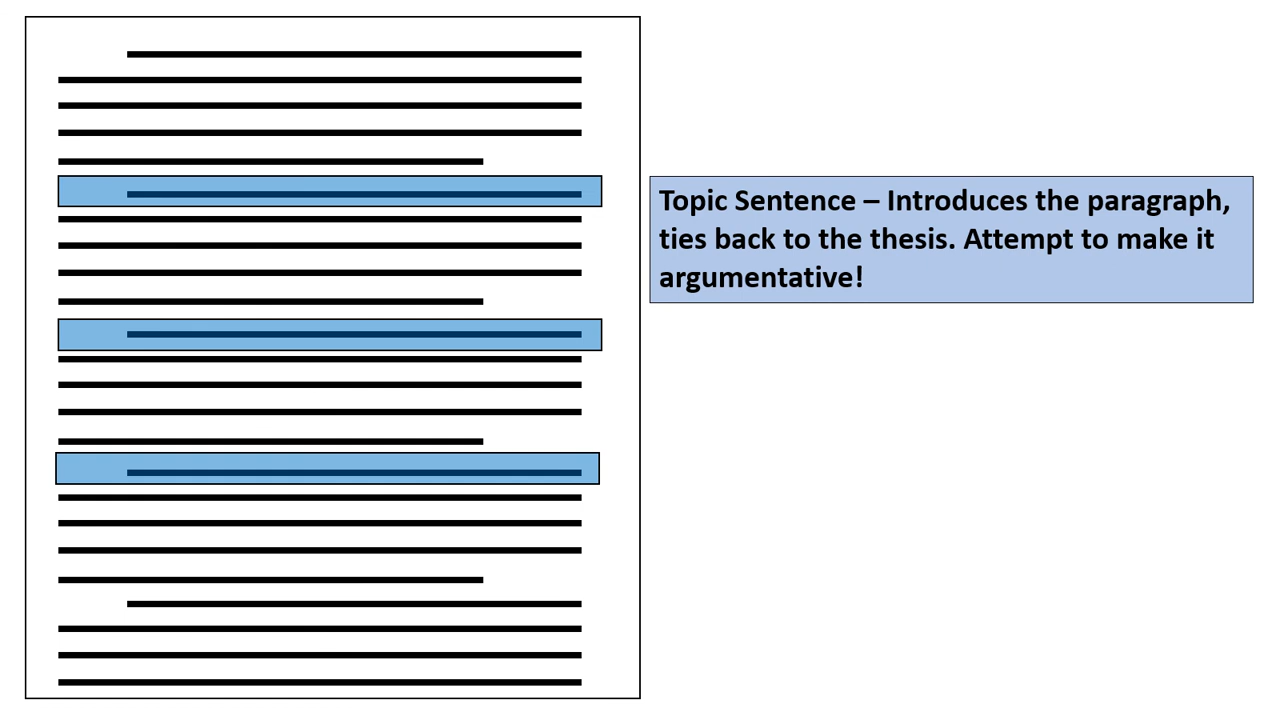 Topic Sentence – Introduces the paragraph,
ties back to the thesis. Attempt to make it
argumentative!